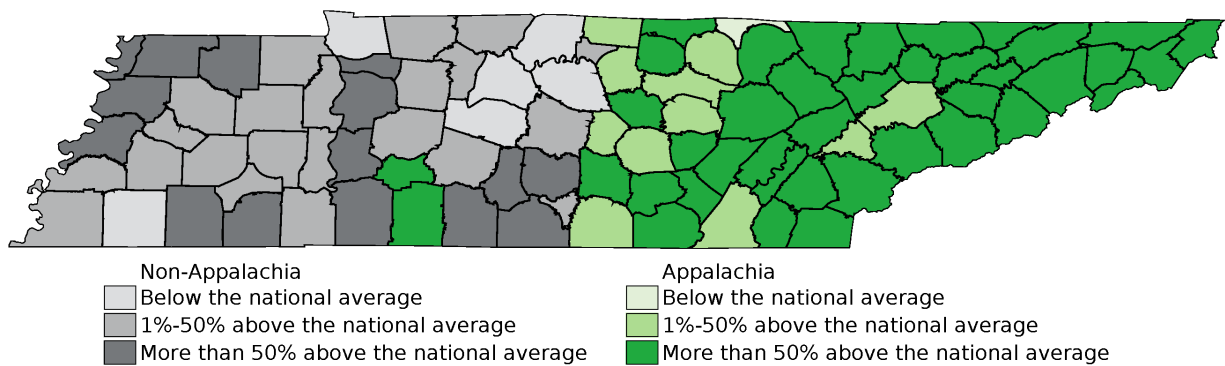 Non-Appalachia
Below the national average
1%-50% above the national average
More than 50% above the national average
Appalachia
Below the national average
1%-50% above the national average
More than 50% above the national average